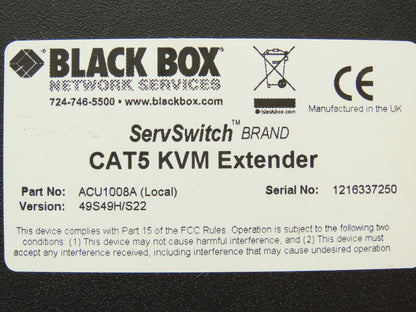 BLACK BOX
NETWORK SERVICES
724-746-5500 • www.blackbox.com
CE
Manufactured in the UK
ServSwitch™ BRAND
CAT5 KVM Extender
Part No: ACU1008A (Local)
Serial No: 1216337250
Version: 49S49H/S22
This device complies with Part 15 of the FCC Rules. Operation is subject to the following two
conditions: (1) This device may not cause harmful interference, and (2) This device must
accept any interference received, including interference that may cause undesired operation.